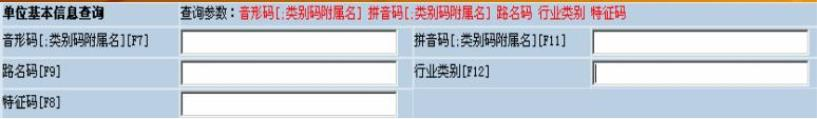 单位基本信息查询 查询参数：音形码[;类别码附属名] 拼音码[;类别码附属名] 路名码 行业类别 特征码
音形码[;类别码附属名][F7] 拼音码[;类别码附属名][F11]
路名码[F9] 行业类别[F12]
特征码[F8]